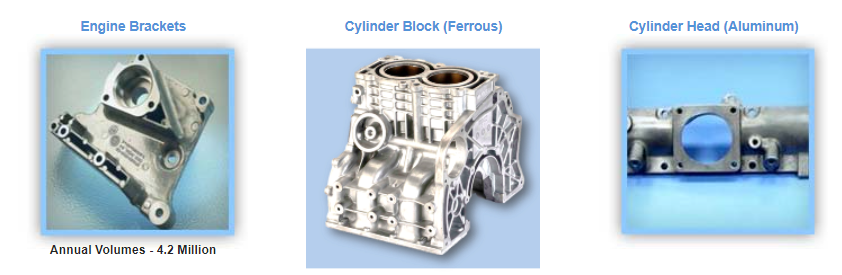 Engine Brackets
Cylinder Block (Ferrous)
Cylinder Head (Aluminum)
Annual Volumes - 4.2 Million